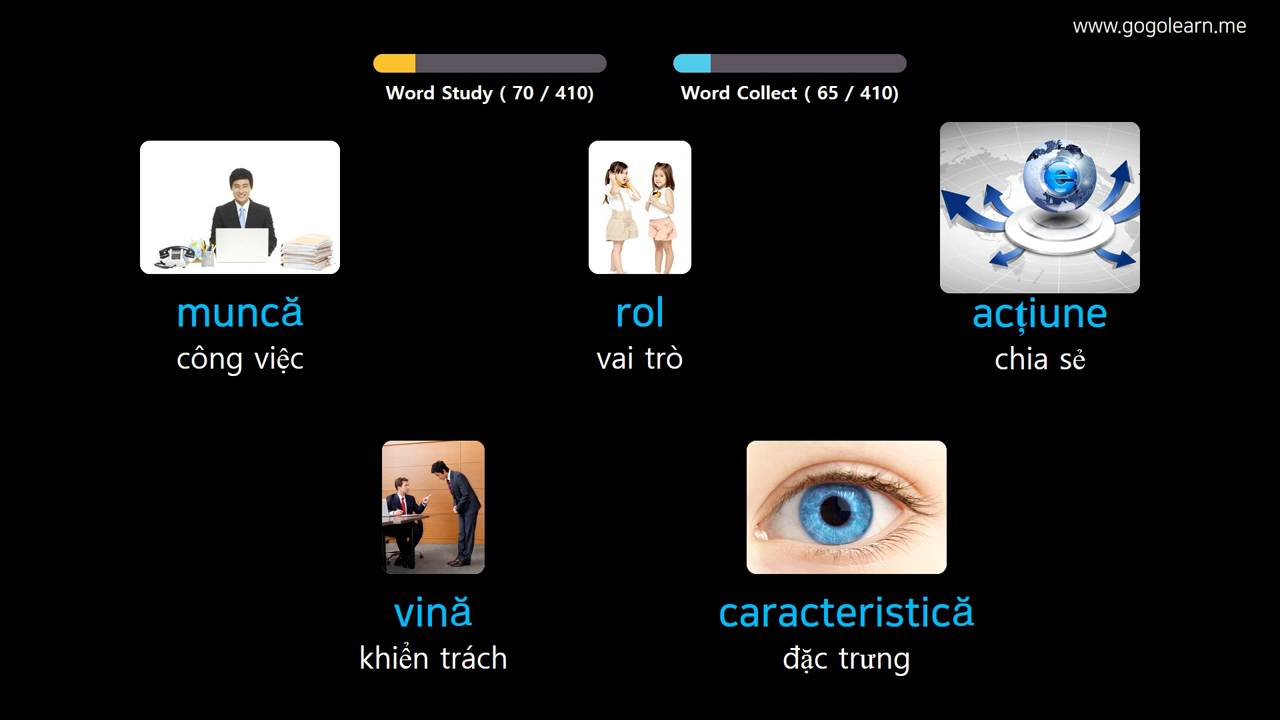 www.gogolearn.me
Word Study ( 70 / 410)
Word Collect ( 65 / 410)
muncă
công việc
rol
vai trò
acțiune
chia sẻ
vină
khiển trách
caracteristică
đặc trưng